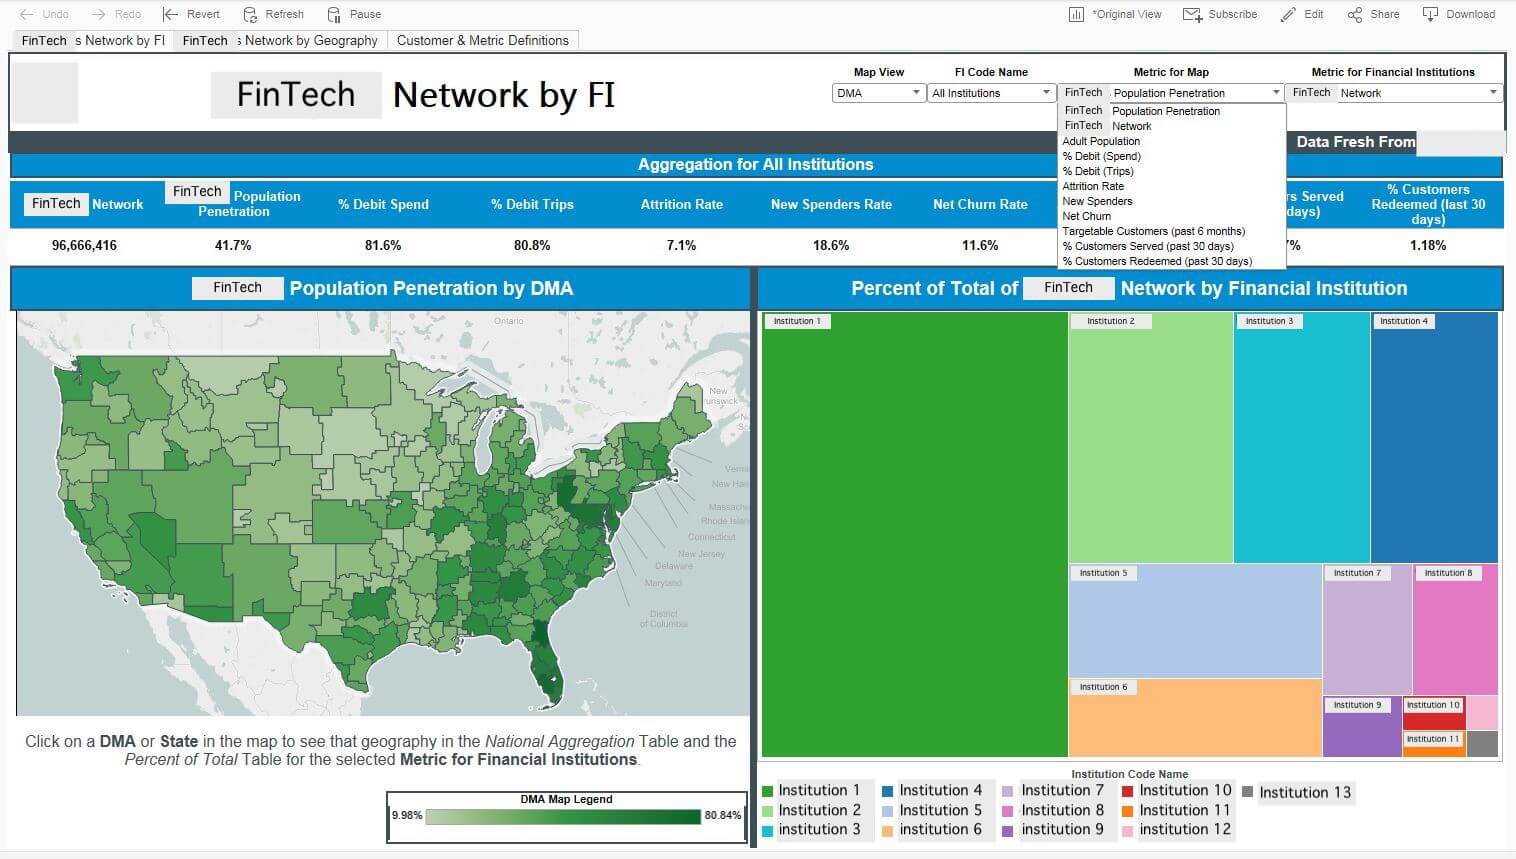 Undo Redo Revert Refresh Pause *Original View Subscribe Edit Share Download
FinTech s Network by FI FinTech s Network by Geography Customer & Metric Definitions
FinTech Network by FI
Map View FI Code Name Metric for Map Metric for Financial Institutions
DMA All Institutions FinTech Population Penetration FinTech Network
FinTech Population Penetration
FinTech Network
Adult Population
% Debit (Spend)
% Debit (Trips)
Attrition Rate
New Spenders
Net Churn
Targetable Customers (past 6 months)
% Customers Served (past 30 days)
% Customers Redeemed (past 30 days)
Data Fresh From
Aggregation for All Institutions
FinTech Network
FinTech Population
Penetration
% Debit Spend
% Debit Trips
Attrition Rate
New Spenders Rate
Net Churn Rate
rs Served
days)
% Customers
Redeemed (last 30
days)
96,666,416 41.7% 81.6% 80.8% 7.1% 18.6% 11.6% 7% 1.18%
FinTech Population Penetration by DMA
Percent of Total of FinTech Network by Financial Institution
Ontario
New
runswick
N
Sc
Vermo
New Ham
Massach
Rhode Islan
Connecticut
New Jersey
Delaware
Maryland
District
of Columbia
Institution 1
Institution 2
Institution 3
Institution 4
Institution 5
Institution 7
Institution 8
Institution 6
Institution 9
Institution 10
Institution 11
Click on a DMA or State in the map to see that geography in the National Aggregation Table and the
Percent of Total Table for the selected Metric for Financial Institutions.
DMA Map Legend
9.98% 80.84%
Institution Code Name
Institution 1 Institution 4 Institution 7 Institution 10 Institution 13
Institution 2 Institution 5 Institution 8 Institution 11
institution 3 institution 6 institution 9 institution 12